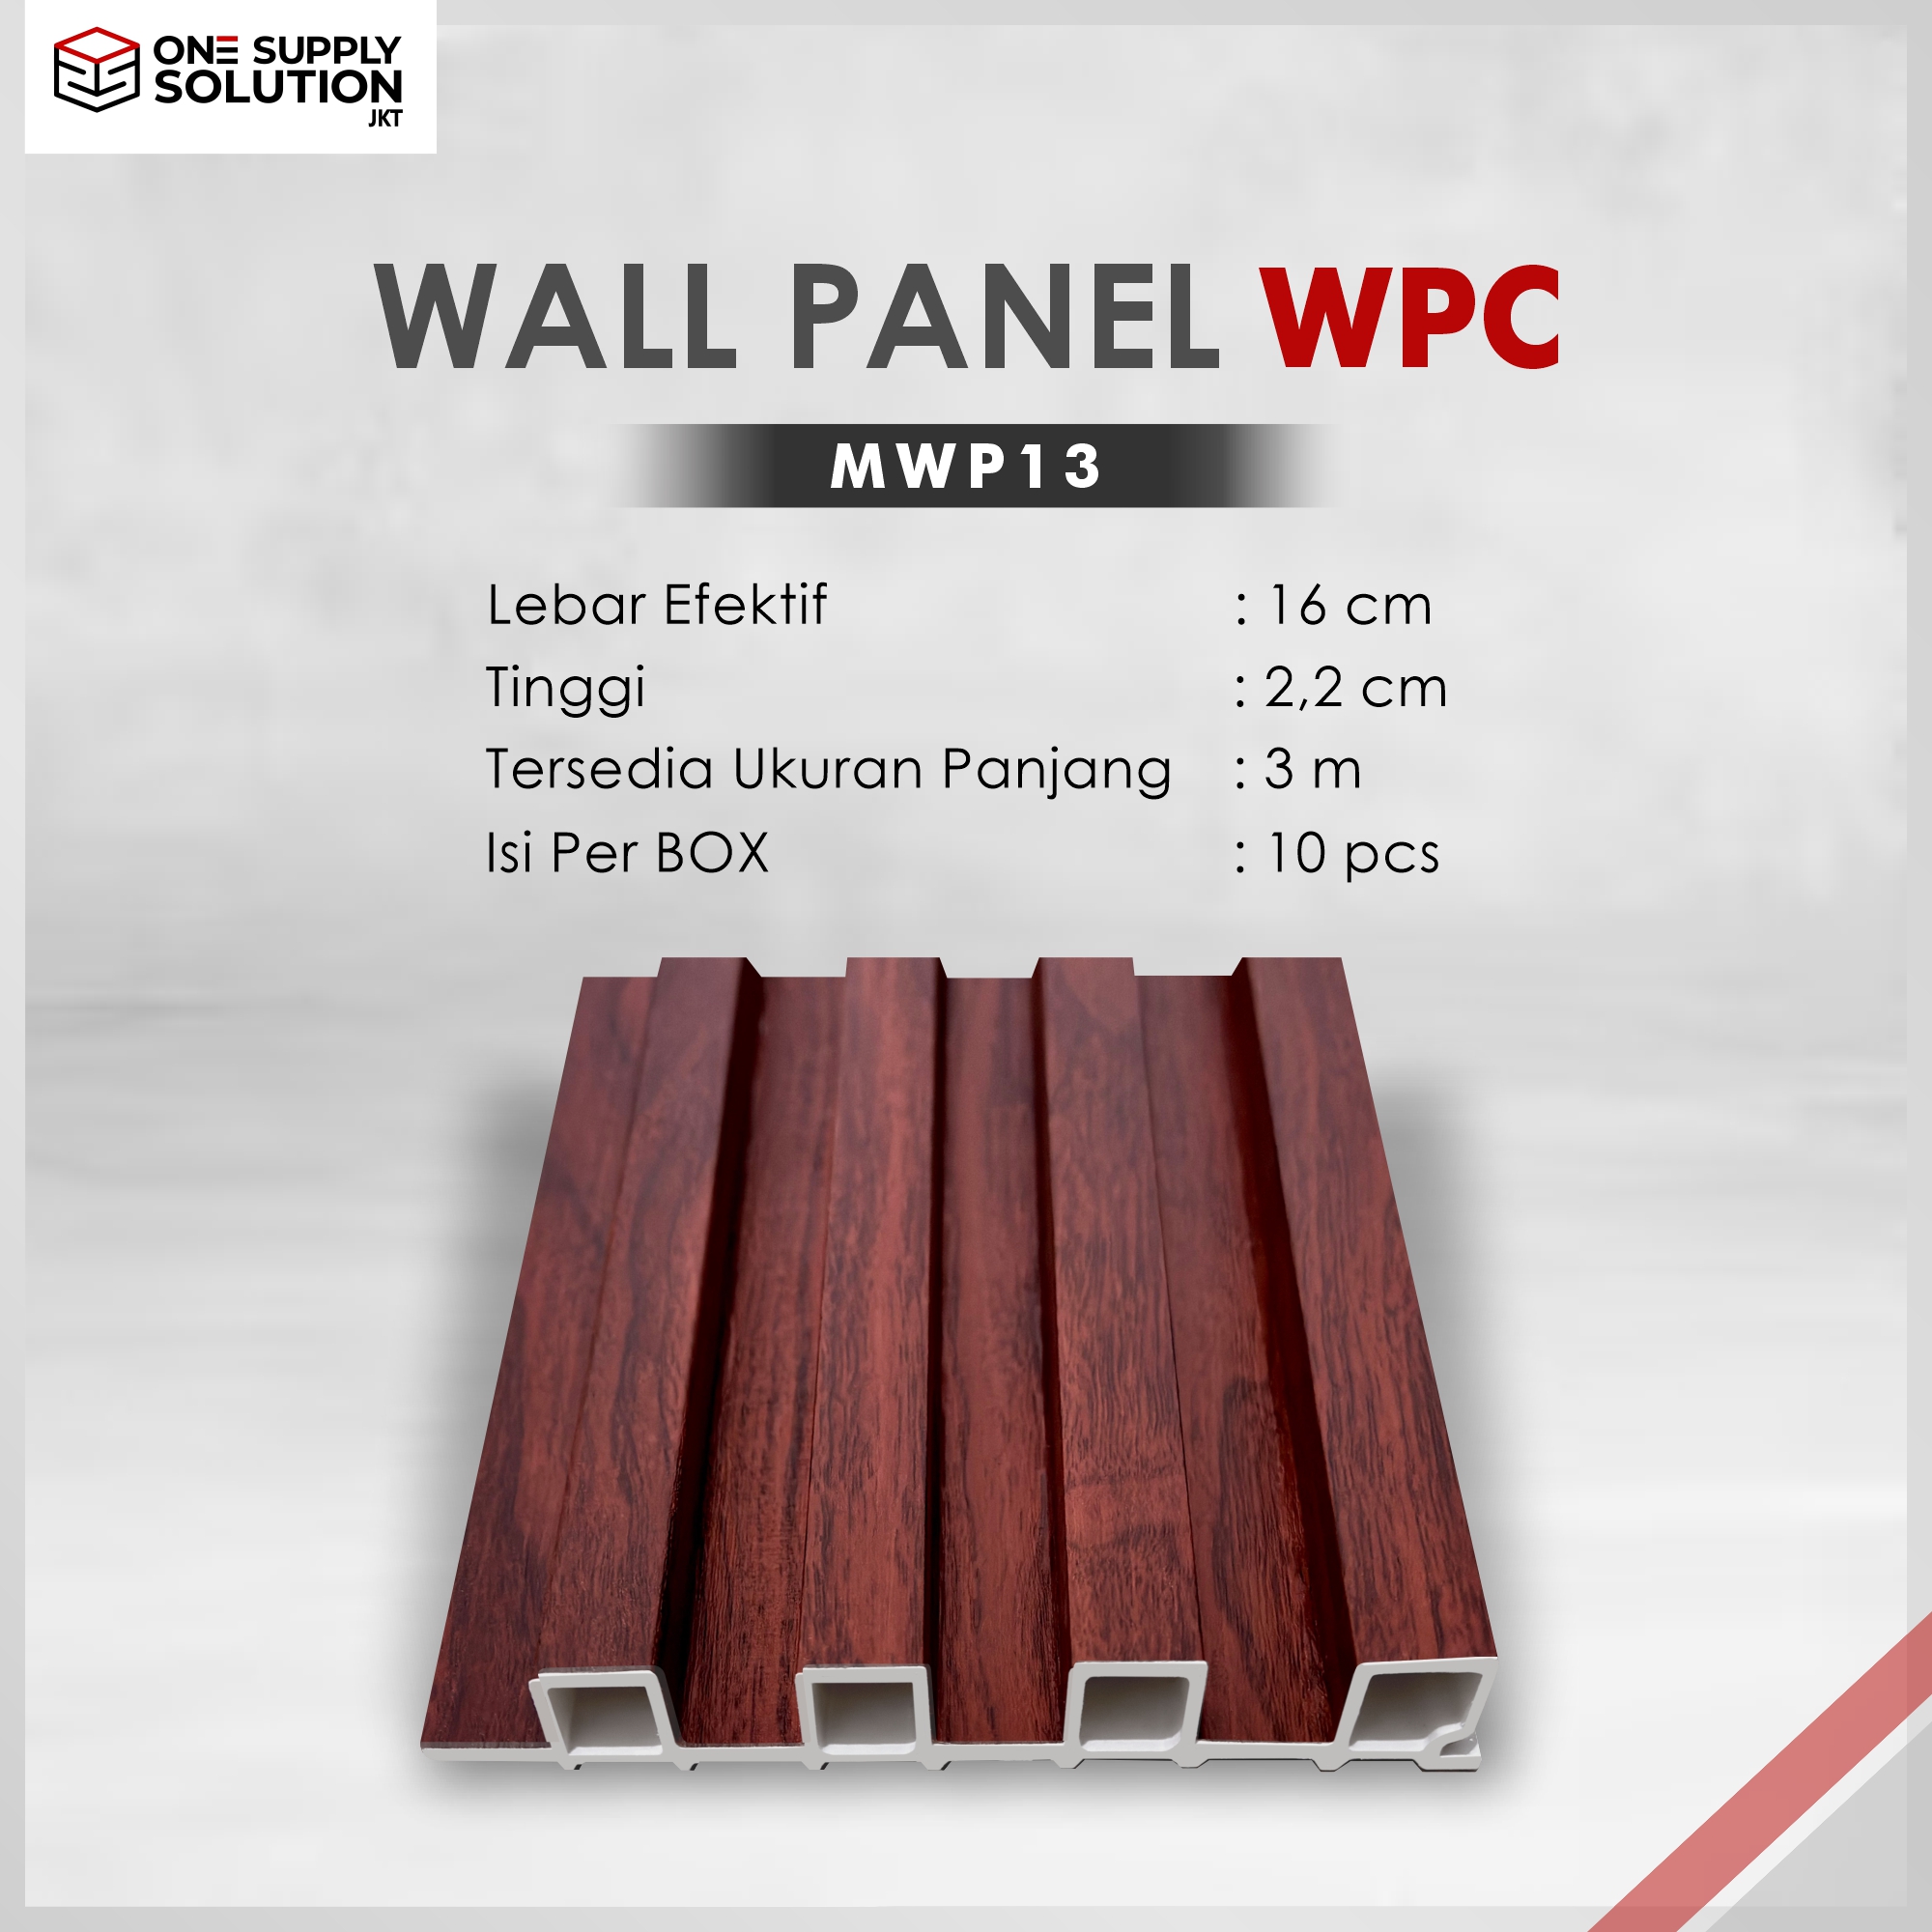 ONE SUPPLY
SOLUTION
JKT
WALL PANEL WPC
MWP13
Lebar Efektif : 16 cm
Tinggi : 2,2 cm
Tersedia Ukuran Panjang : 3 m
Isi Per BOX : 10 pcs